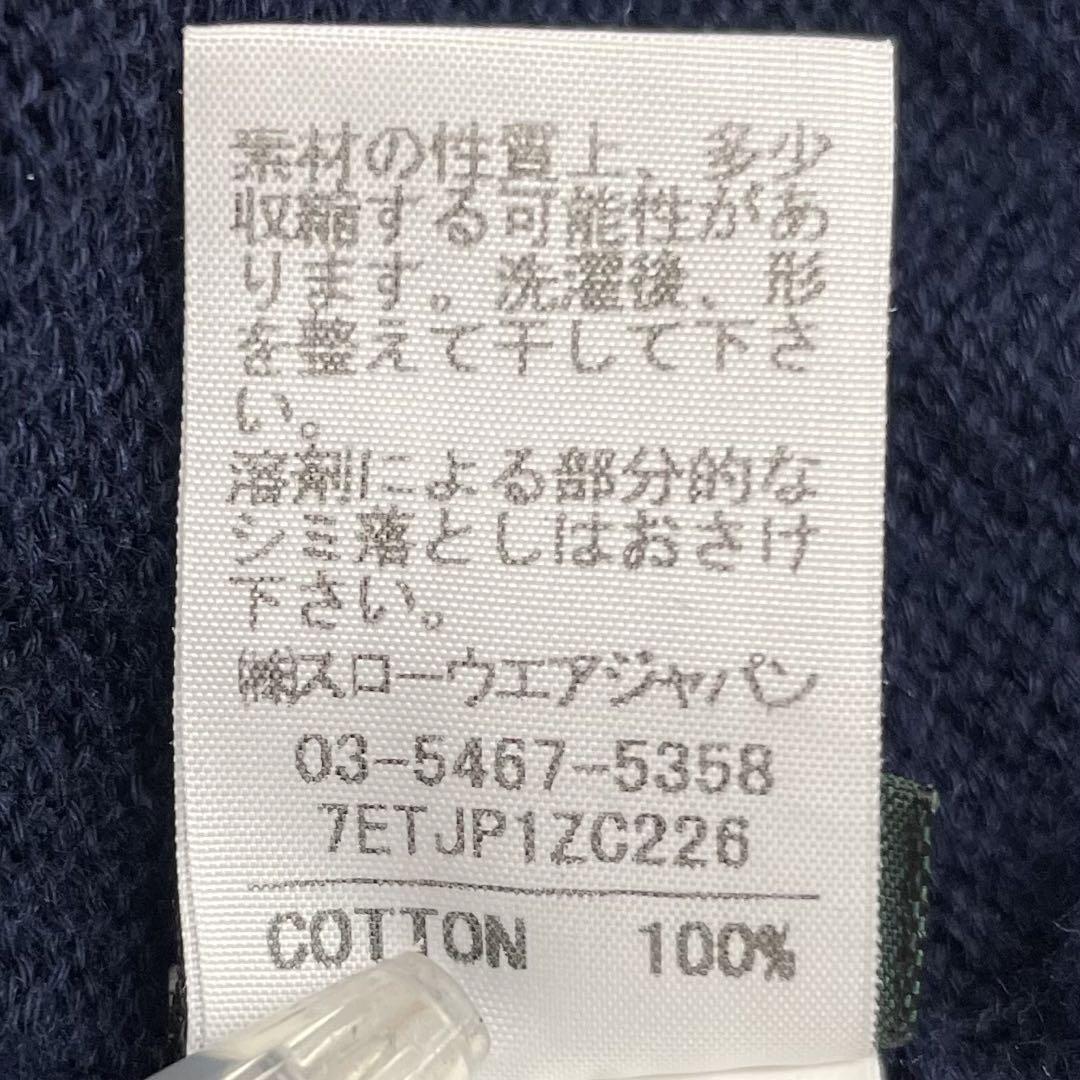 素材の性質上、多少
収縮する可能性があ
ります。洗濯後、形
を整えて干して下さ
い。
溶剤による部分的な
シミ落としはおさけ
下さい。
㈱スローウエアジャパン
03-5467-5358
7ETJP1ZC226
COTTON 100%